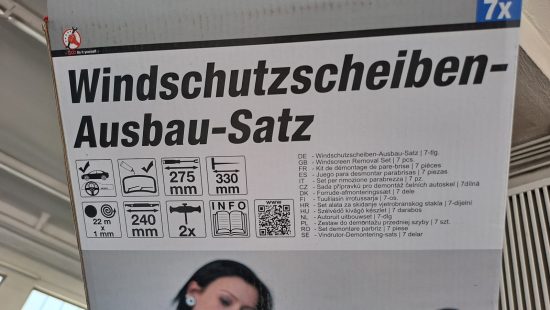 7x
Windschutzscheiben-
Ausbau-Satz
275
mm
330
mm
22 m
x
1 mm
240
mm
2x
INFO
www
DE - Windschutzscheiben-Ausbau-Satz | 7-tlg.
GB - Windscreen Removal Set | 7 pcs.
FR - Kit de démontage de pare-brise | 7 pièces
ES - Juego para desmontar parabrisas | 7 piezas
IT - Set per rimozione parabrezza | 7 pz.
CZ - Sada přípravků pro demontáž čelních autoskel | 7dílná
DK - Forrude-afmonteringssæt | 7 dele
FI - Tuulilasin irrotussarja | 7-os.
HR - Set alata za skidanje vjetrobranskog stakla | 7-dijelni
HU - Szélvédő kivágó készlet | 7 darabos
NL - Autoruit uitbouwset | 7-dlg
PL - Zestaw do demontażu przedniej szyby | 7 szt.
RO - Set demontare parbriz | 7 piese
SE - Vindrutor-Demontering-sats | 7 delar